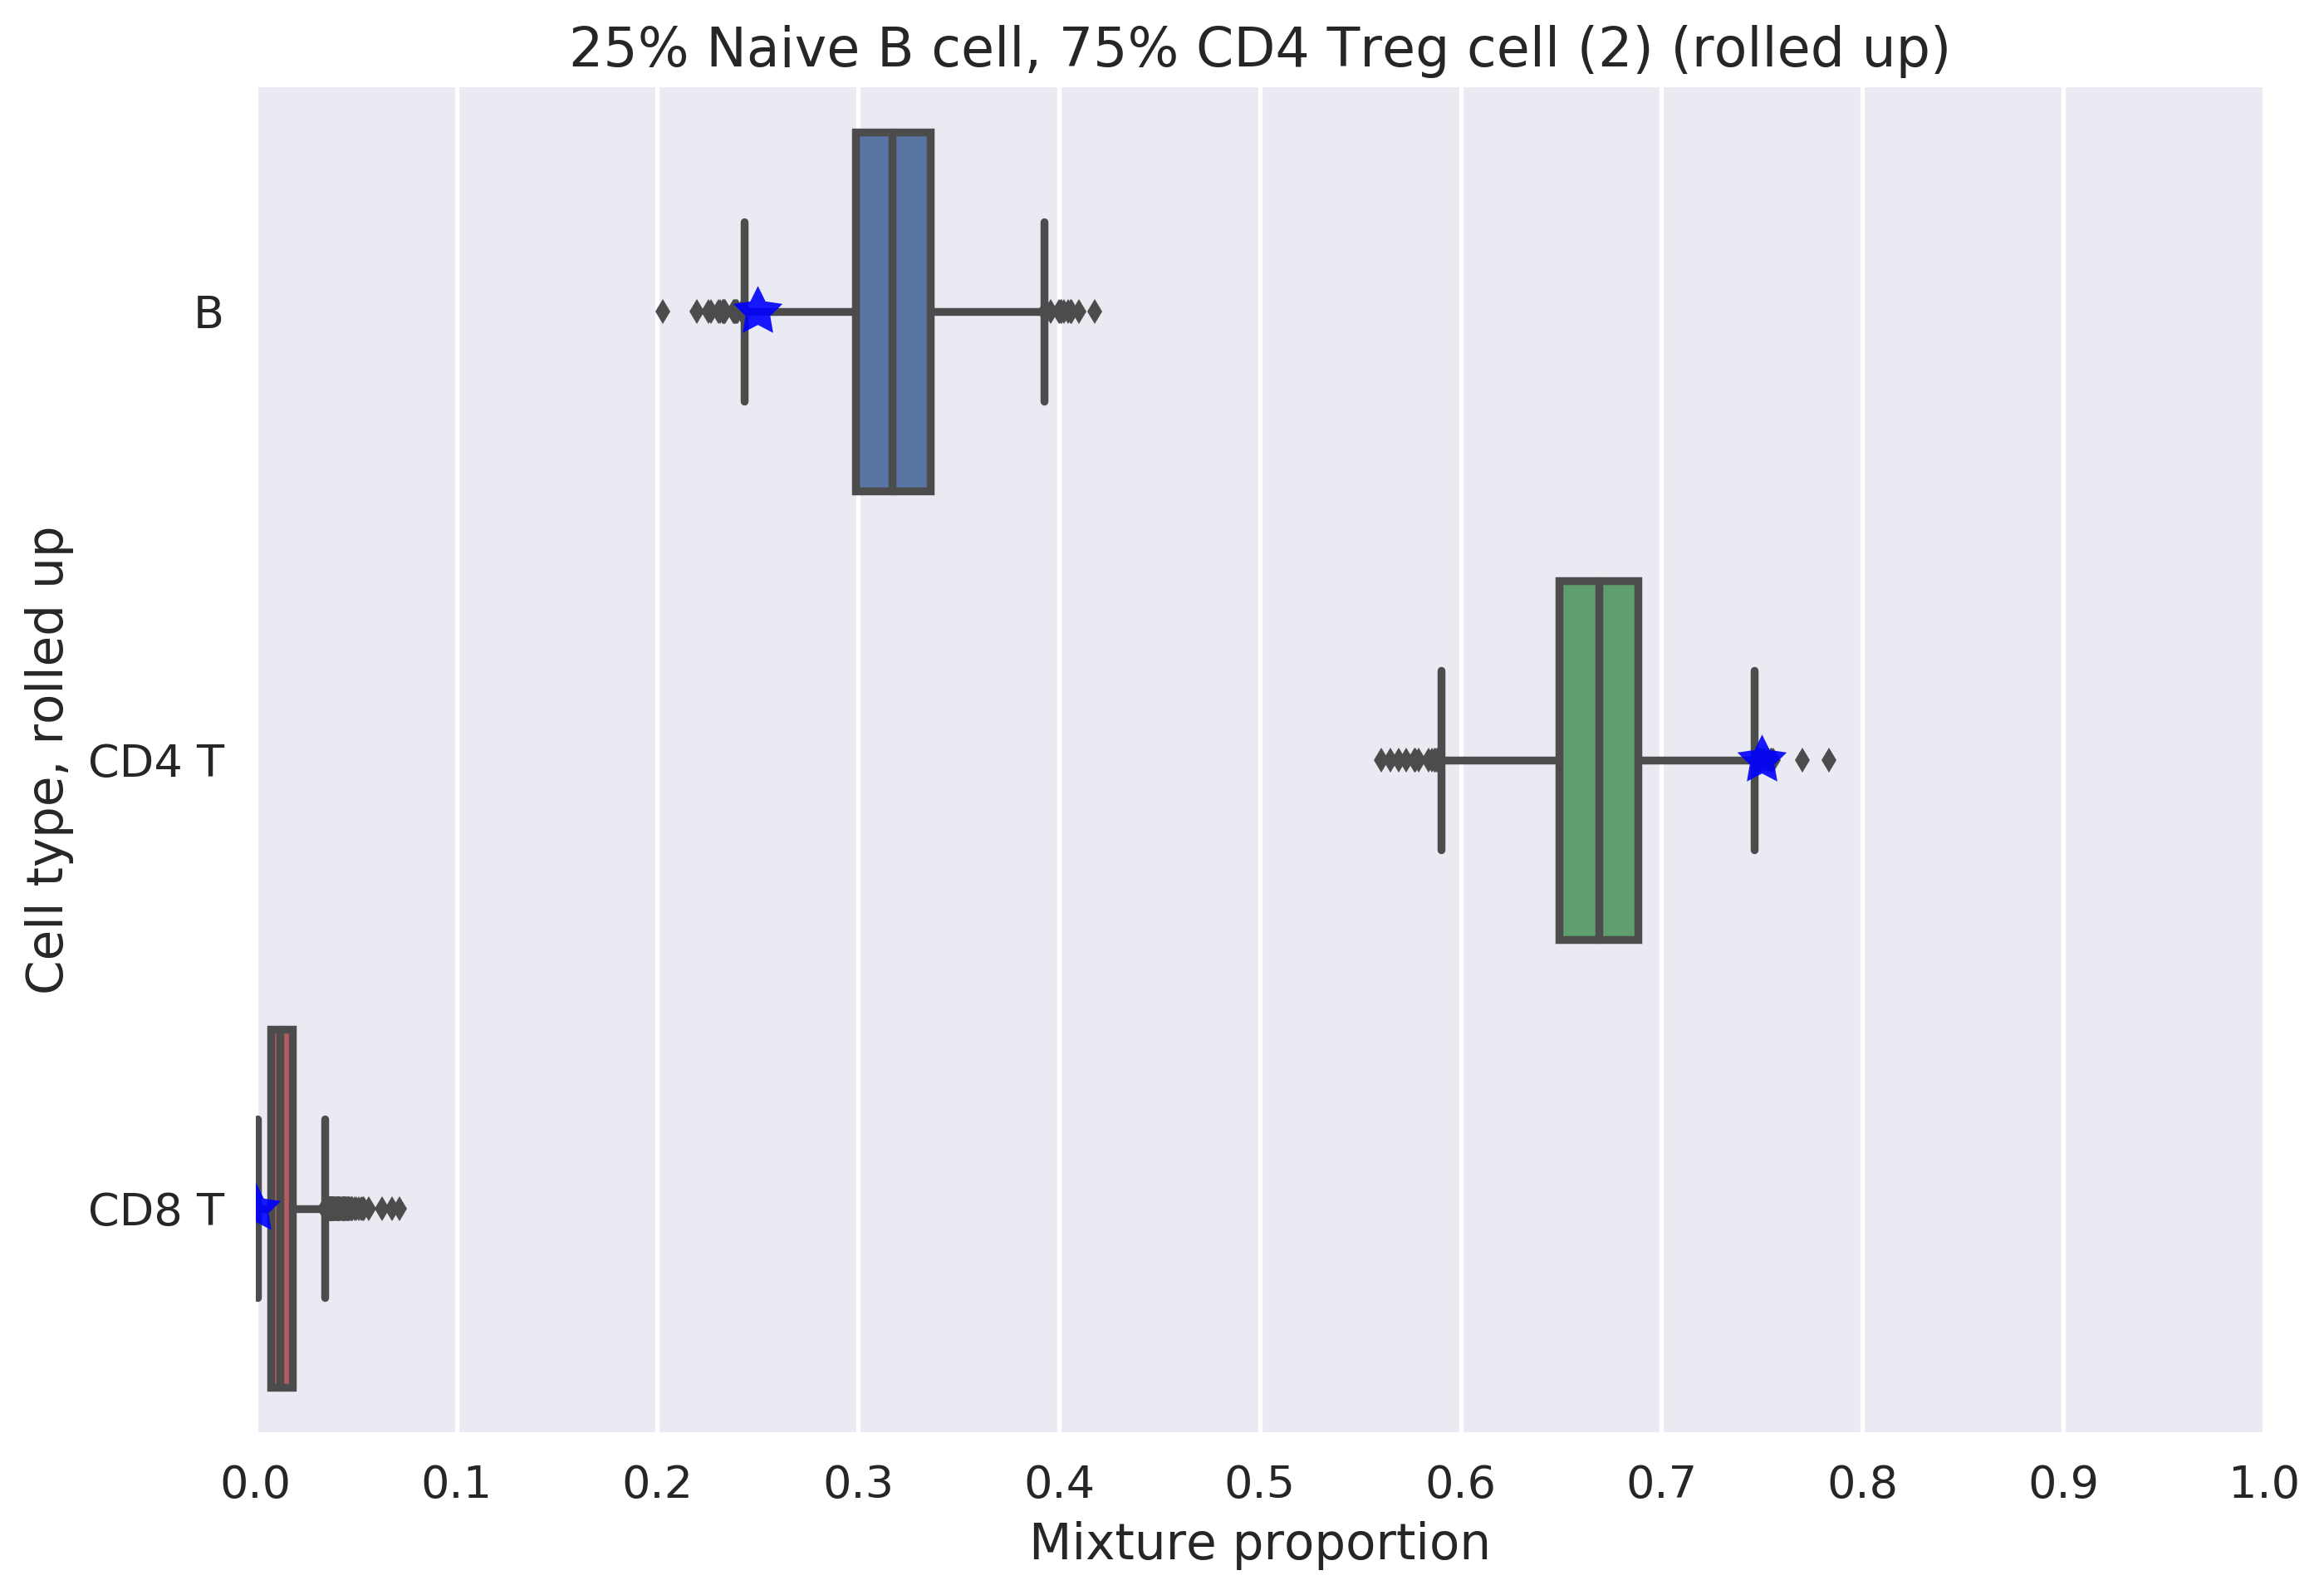 25% Naive B cell, 75% CD4 Treg cell (2) (rolled up)
Cell type, rolled up
B
CD4 T
CD8 T
0.0 0.1 0.2 0.3 0.4 0.5 0.6 0.7 0.8 0.9 1.0
Mixture proportion